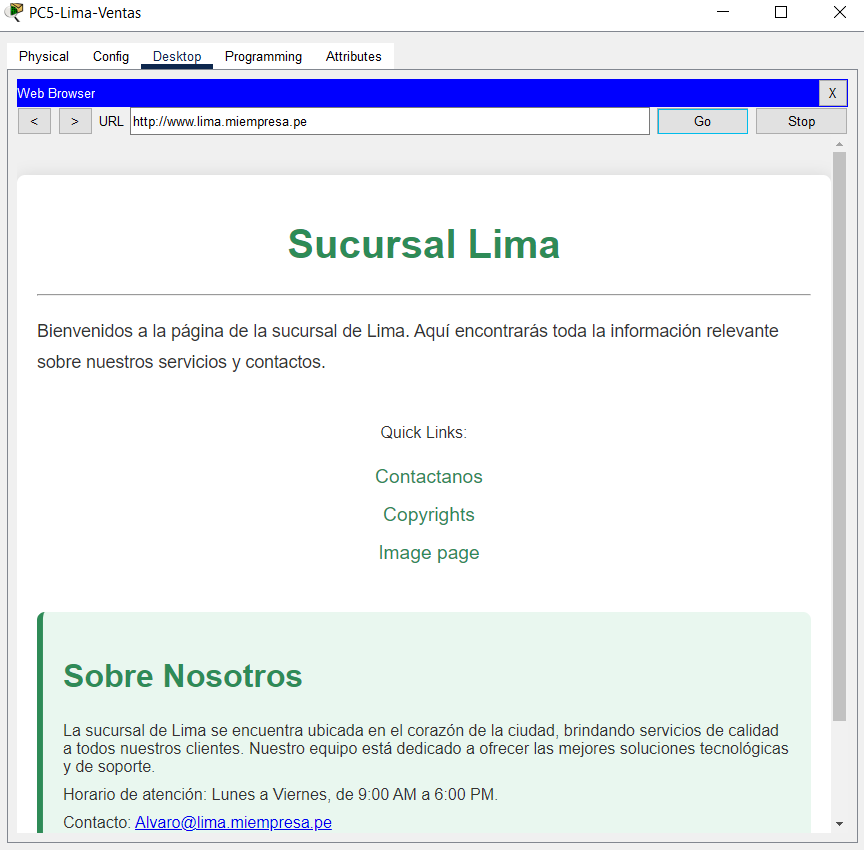 PC5-Lima-Ventas
Physical Config Desktop Programming Attributes
Web Browser X
< > URL http://www.lima.miempresa.pe Go Stop
Sucursal Lima
Bienvenidos a la página de la sucursal de Lima. Aquí encontrarás toda la información relevante
sobre nuestros servicios y contactos.
Quick Links:
Contactanos
Copyrights
Image page
Sobre Nosotros
La sucursal de Lima se encuentra ubicada en el corazón de la ciudad, brindando servicios de calidad
a todos nuestros clientes. Nuestro equipo está dedicado a ofrecer las mejores soluciones tecnológicas
y de soporte.
Horario de atención: Lunes a Viernes, de 9:00 AM a 6:00 PM.
Contacto: Alvaro@lima.miempresa.pe